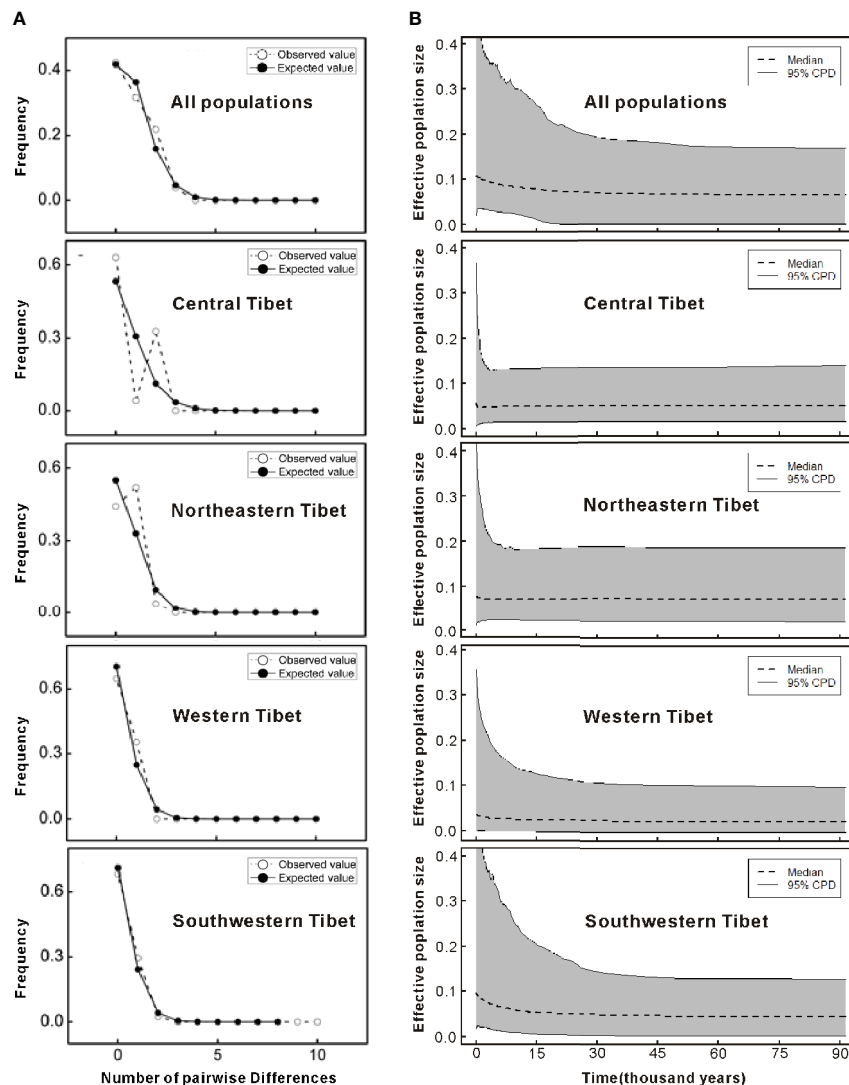 A
B
Observed value
Expected value
All populations
Frequency
0.4
0.2
0.0
Median
95% CPD
All populations
Effective poplation size
0.4
0.3
0.2
0.1
0.0
Observed value
Expected value
Central Tibet
Frequency
0.6
0.3
0.0
Median
95% CPD
Central Tibet
Effective poplation size
0.4
0.3
0.2
0.1
0.0
Observed value
Expected value
Northeastern Tibet
Frequency
0.6
0.3
0.0
Median
95% CPD
Northeastern Tibet
Effective poplation size
0.4
0.3
0.2
0.1
0.0
Observed value
Expected value
Western Tibet
Frequency
0.6
0.3
0.0
Median
95% CPD
Western Tibet
Effective poplation size
0.4
0.3
0.2
0.1
0.0
Observed value
Expected value
Southwestern Tibet
Frequency
0.6
0.3
0.0
0 5 10
Number of pairwise Differences
Median
95% CPD
Southwestern Tibet
Effective poplation size
0.4
0.3
0.2
0.1
0.0
0 15 30 45 60 75 90
Time(thousand years)